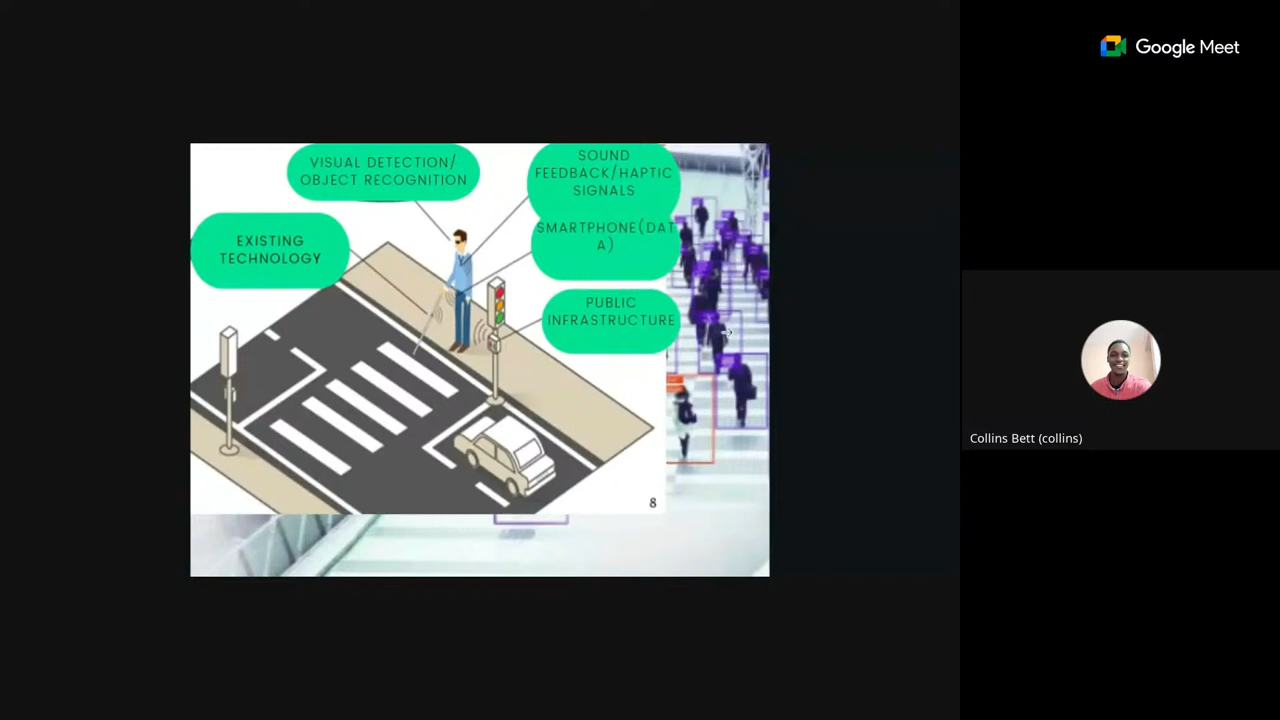 Google Meet
VISUAL DETECTION/
OBJECT RECOGNITION
SOUND
FEEDBACK/HAPTIC
SIGNALS
SMARTPHONE(DAT
A)
EXISTING
TECHNOLOGY
PUBLIC
INFRASTRUCTURE
8
Collins Bett (collins)